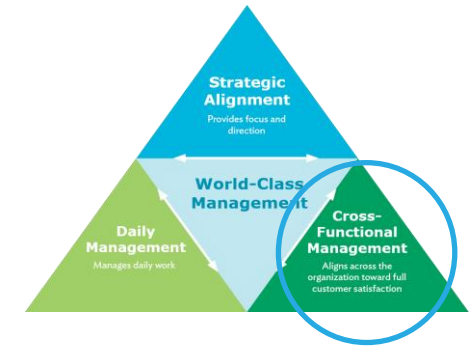 Strategic
Alignment
Provides focus and
direction
World-Class
Management
Daily
Management
Manages daily work
Cross-
Functional
Management
Aligns across the
organization toward full
customer satisfaction